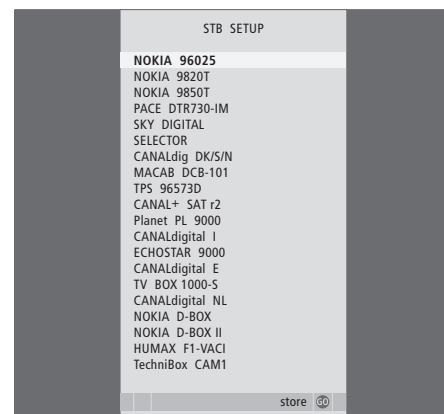 STB SETUP
NOKIA 96025
NOKIA 9820T
NOKIA 9850T
PACE DTR730-IM
SKY DIGITAL
SELECTOR
CANALdig DK/S/N
MACAB DCB-101
TPS 96573D
CANAL+ SAT r2
Planet PL 9000
CANALdigital I
ECHOSTAR 9000
CANALdigital E
TV BOX 1000-S
CANALdigital NL
NOKIA D-BOX
NOKIA D-BOX II
HUMAX F1-VACI
TechniBox CAM1
store GO